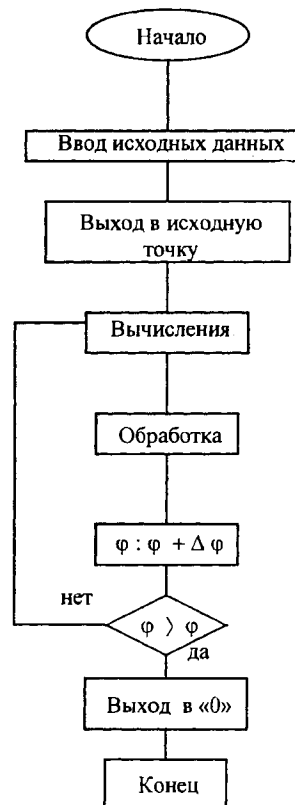 Начало
Ввод исходных данных
Выход в исходную
точку
Вычисления
Обработка
φ : φ + Δ φ
нет
φ 〉 φ
да
Выход в «0»
Конец